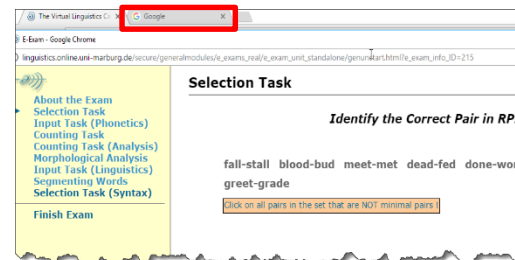 The Virtual Linguistics C × Google ×
E-Exam - Google Chrome
linguistics.online.uni-marburg.de/secure/generalmodules/e_exams_real/e_exam_unit_standalone/genunstart.html?e_exam_info_ID=215
Selection Task
About the Exam
Selection Task
Input Task (Phonetics)
Counting Task
Counting Task (Analysis)
Morphological Analysis
Input Task (Linguistics)
Segmenting Words
Selection Task (Syntax)
Finish Exam
Identify the Correct Pair in RP
fall-stall blood-bud meet-met dead-fed done-wo
greet-grade
Click on all pairs in the set that are NOT minimal pairs !